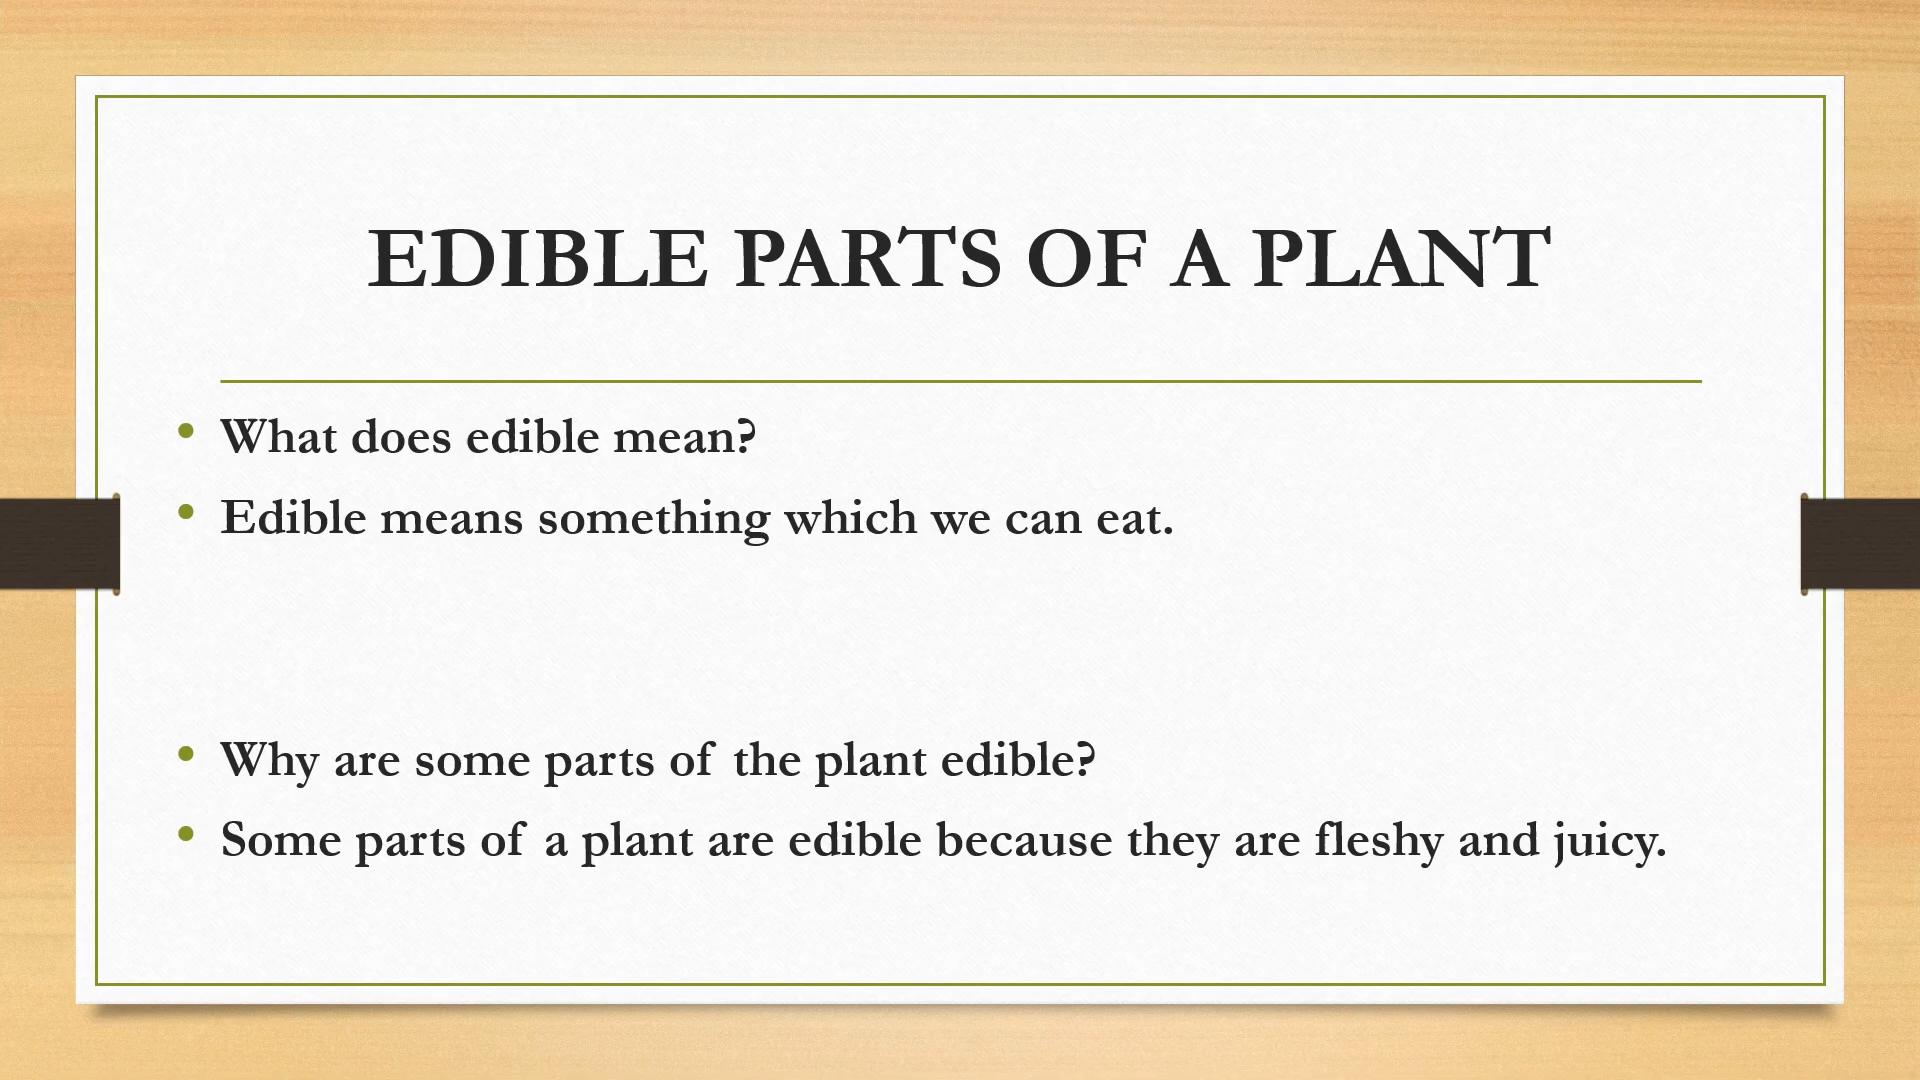 EDIBLE PARTS OF A PLANT
• What does edible mean?
• Edible means something which we can eat.
• Why are some parts of the plant edible?
• Some parts of a plant are edible because they are fleshy and juicy.